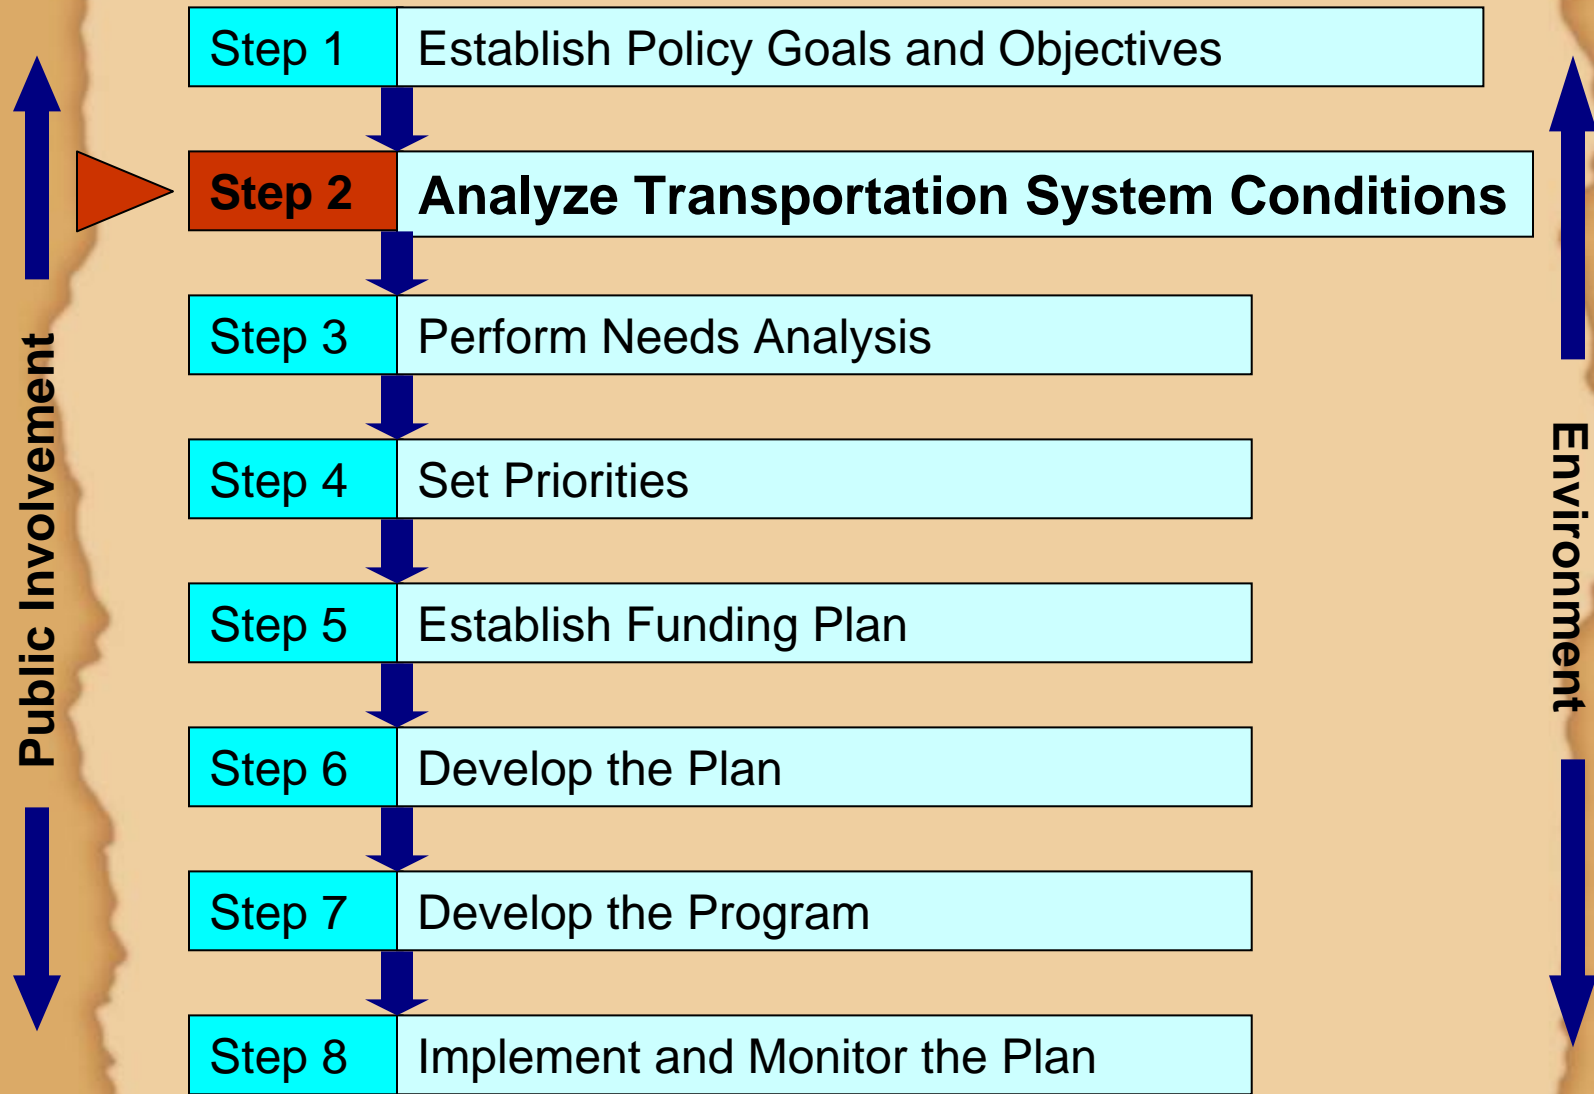 Step 1 Establish Policy Goals and Objectives
Step 2 Analyze Transportation System Conditions
Step 3 Perform Needs Analysis
Step 4 Set Priorities
Step 5 Establish Funding Plan
Step 6 Develop the Plan
Step 7 Develop the Program
Step 8 Implement and Monitor the Plan
Public Involvement
Environment